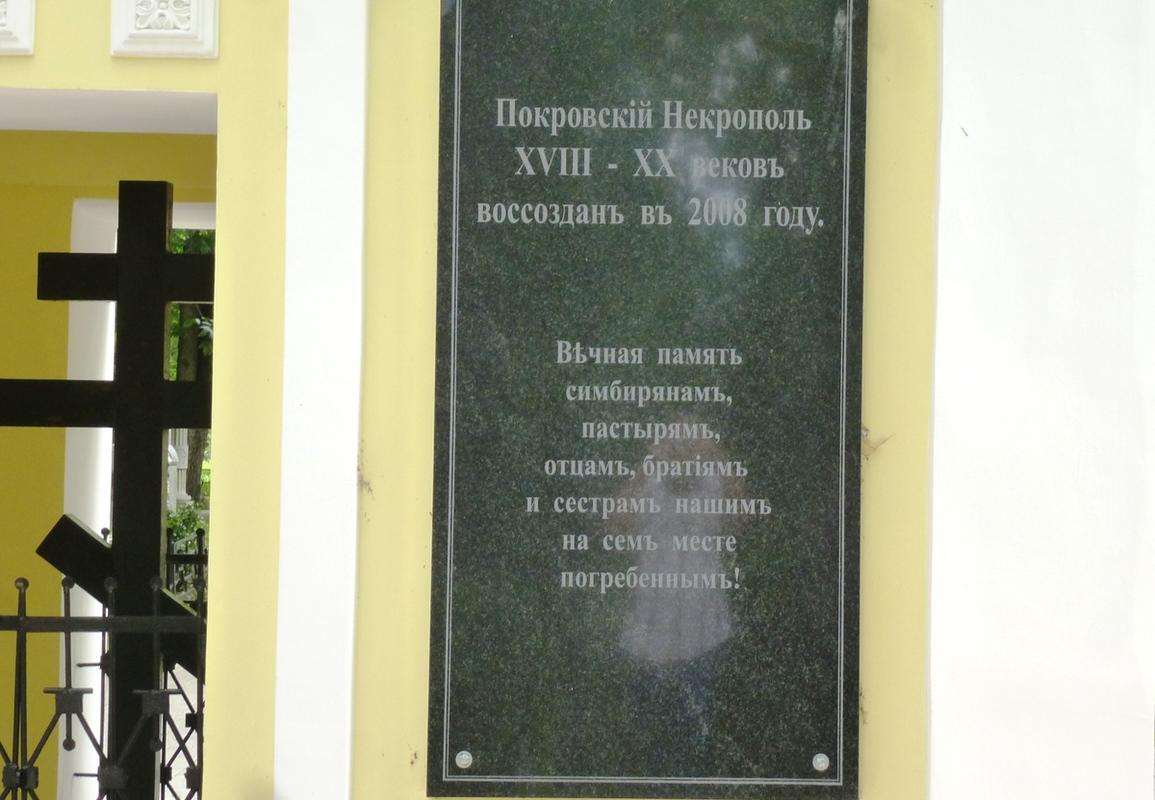 Покровскій Некрополь
XVIII - XX вековъ
воссозданъ въ 2008 году.
Вѣчная память
симбирянамъ,
пастырямъ,
отцамъ, братіямъ
и сестрамъ нашимъ
на семъ месте
погребеннымъ!